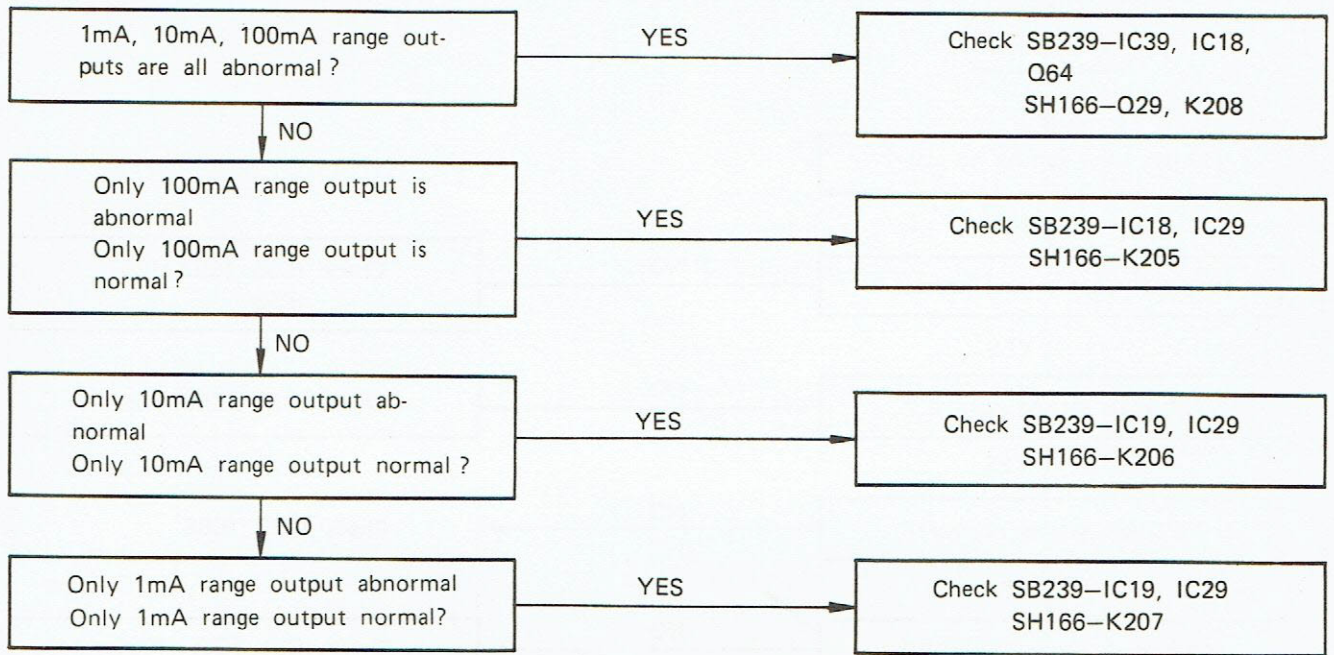 1mA, 10mA, 100mA range out-
puts are all abnormal?
YES
Check SB239–IC39, IC18,
Q64
SH166–Q29, K208
NO
Only 100mA range output is
abnormal
Only 100mA range output is
normal?
YES
Check SB239–IC18, IC29
SH166–K205
NO
Only 10mA range output ab-
normal
Only 10mA range output normal?
YES
Check SB239–IC19, IC29
SH166–K206
NO
Only 1mA range output abnormal
Only 1mA range output normal?
YES
Check SB239–IC19, IC29
SH166–K207